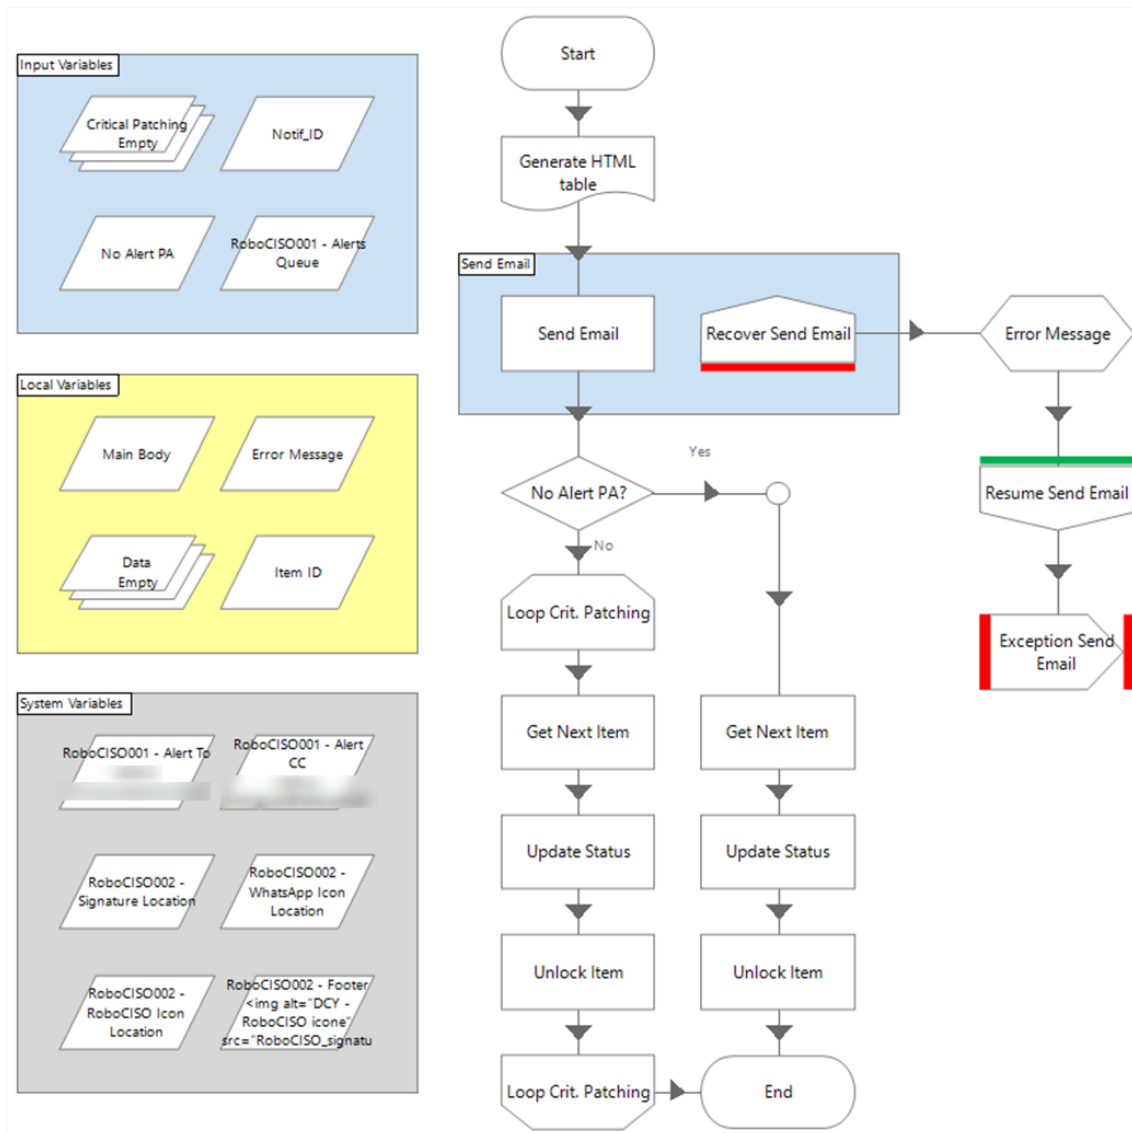 Input Variables
Critical Patching
Empty
Notif_ID
No Alert PA
RoboCISO001 - Alerts
Queue
Local Variables
Main Body
Error Message
Data
Empty
Item ID
System Variables
RoboCISO001 - Alert To
RoboCISO001 - Alert
CC
RoboCISO002 -
Signature Location
RoboCISO002 -
WhatsApp Icon
Location
RoboCISO002 -
RoboCISO Icon
Location
RoboCISO002 - Footer
<img alt="DCY -
RoboCISO icone"
src="RoboCISO_signatu
Start
Generate HTML
table
Send Email
Send Email
Recover Send Email
Error Message
Resume Send Email
Exception Send
Email
No Alert PA?
Yes
No
Loop Crit. Patching
Get Next Item
Get Next Item
Update Status
Update Status
Unlock Item
Unlock Item
Loop Crit. Patching
End